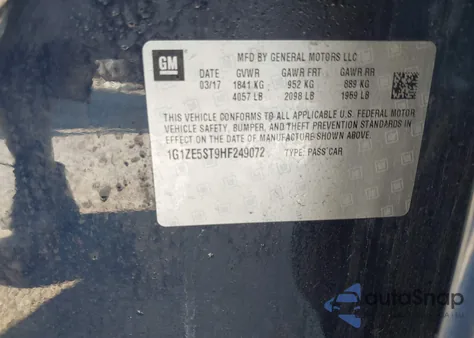 GM
MFD BY GENERAL MOTORS LLC
DATE GVWR GAWR FRT GAWR RR
03/17 1841 KG 952 KG 889 KG
4057 LB 2098 LB 1959 LB
THIS VEHICLE CONFORMS TO ALL APPLICABLE U.S. FEDERAL MOTOR
VEHICLE SAFETY, BUMPER, AND THEFT PREVENTION STANDARDS IN
EFFECT ON THE DATE OF MANUFACTURE SHOWN ABOVE.
1G1ZE5ST9HF249072 TYPE: PASS CAR
AutoSnap